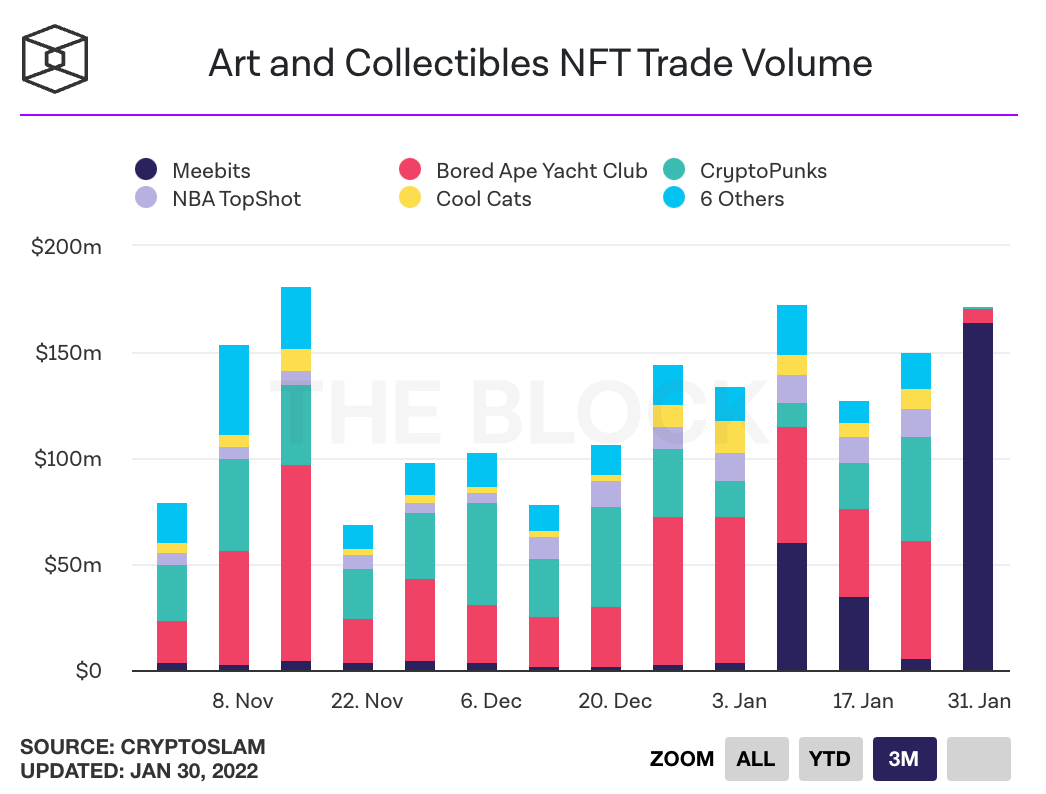 Art and Collectibles NFT Trade Volume
Meebits
Bored Ape Yacht Club
CryptoPunks
NBA TopShot
Cool Cats
6 Others
$200m
$150m
$100m
$50m
$0
THE BLOCK
8. Nov
22. Nov
6. Dec
20. Dec
3. Jan
17. Jan
31. Jan
SOURCE: CRYPTOSLAM
UPDATED: JAN 30, 2022
ZOOM ALL YTD 3M